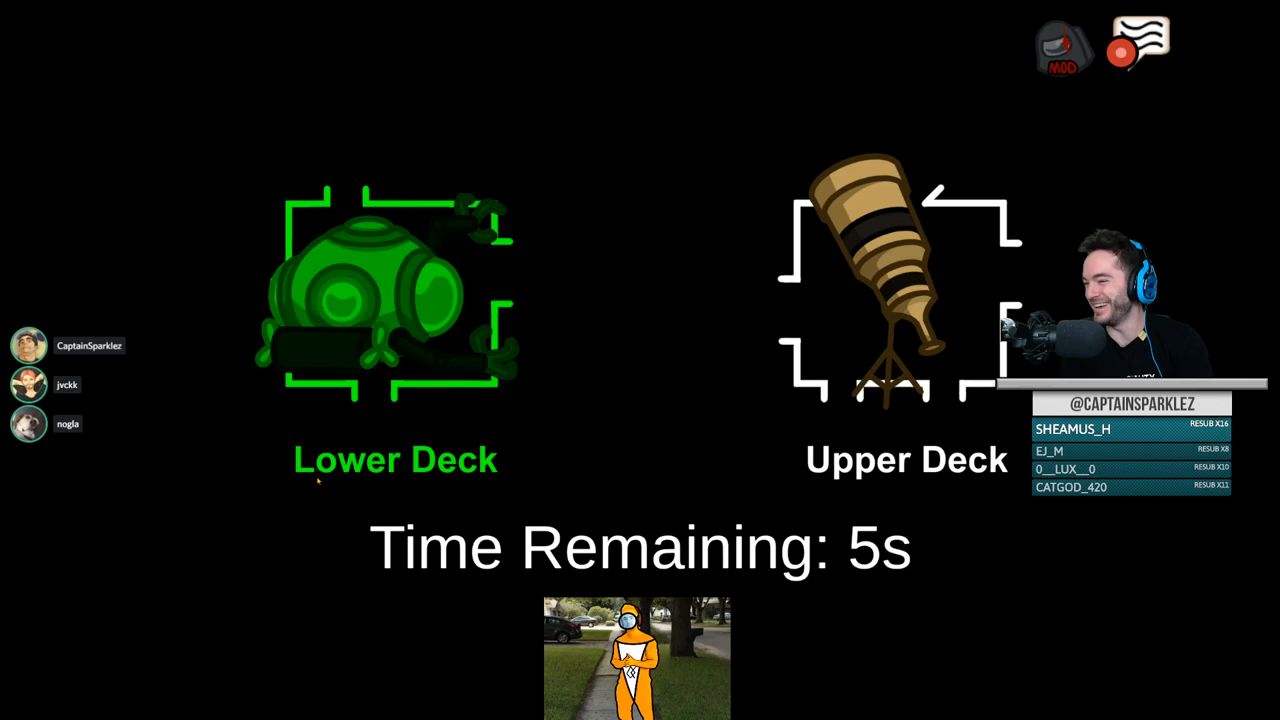 MOD
CaptainSparklez
jvckk
nogla
Lower Deck
Upper Deck
@CAPTAINSPARKLEZ
SHEAMUS_H RESUB X16
EJ_M RESUB X8
0__LUX__0 RESUB X10
CATGOD_420 RESUB X11
Time Remaining: 5s